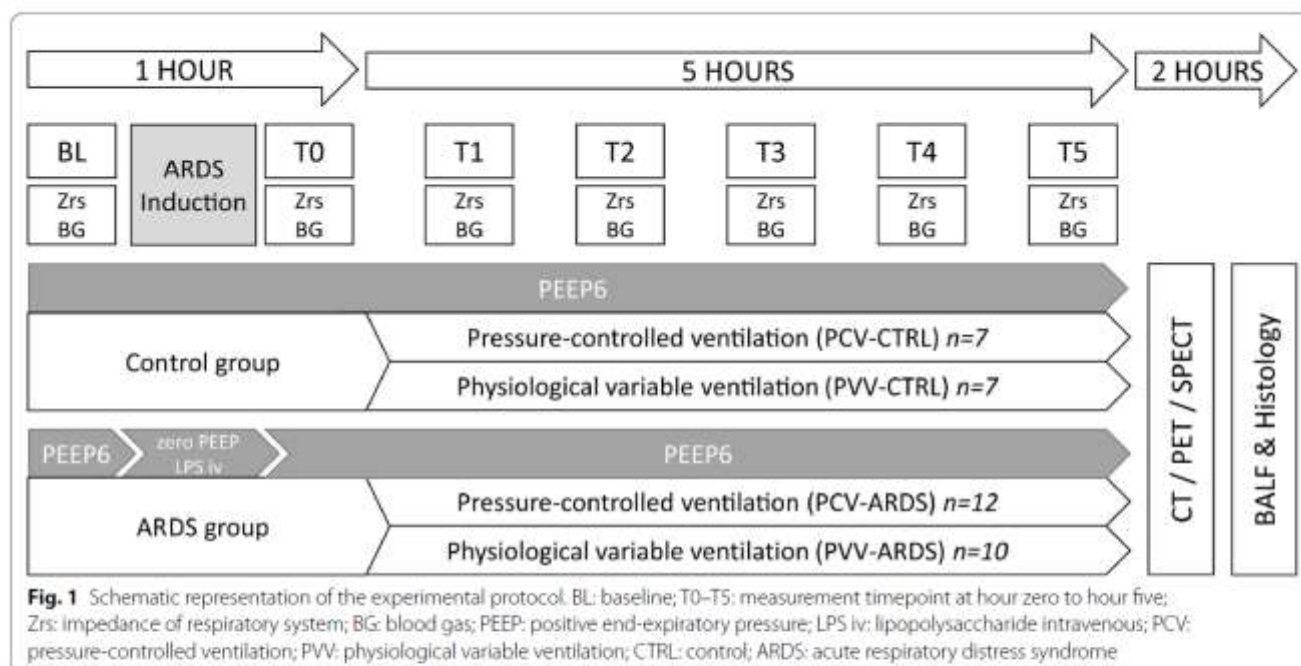 1 HOUR
5 HOURS
2 HOURS
BL
ARDS
Induction
T0
T1
T2
T3
T4
T5
Zrs
BG
Zrs
BG
Zrs
BG
Zrs
BG
Zrs
BG
Zrs
BG
Zrs
BG
PEEP6
Control group
Pressure-controlled ventilation (PCV-CTRL) n=7
Physiological variable ventilation (PVV-CTRL) n=7
PEEP6
zero PEEP
LPS iv
PEEP6
ARDS group
Pressure-controlled ventilation (PCV-ARDS) n=12
Physiological variable ventilation (PVV-ARDS) n=10
CT / PET / SPECT
BALF & Histology
Fig. 1 Schematic representation of the experimental protocol. BL: baseline; T0–T5: measurement timepoint at hour zero to hour five;
Zrs: impedance of respiratory system; BG: blood gas; PEEP: positive end-expiratory pressure; LPS iv: lipopolysaccharide intravenous; PCV:
pressure-controlled ventilation; PVV: physiological variable ventilation; CTRL: control; ARDS: acute respiratory distress syndrome